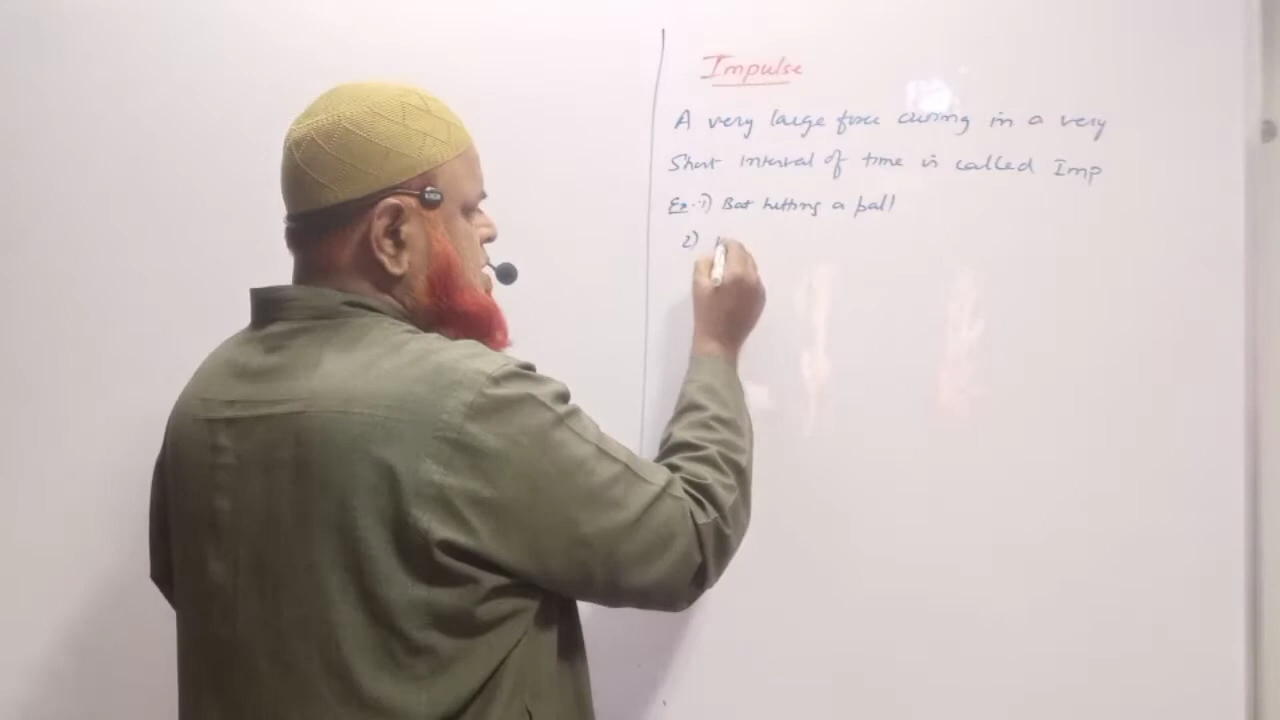 Impulse
A very large force acting in a very
Short interval of time is called Imp
Ex :- 1) Bat hitting a ball
2)